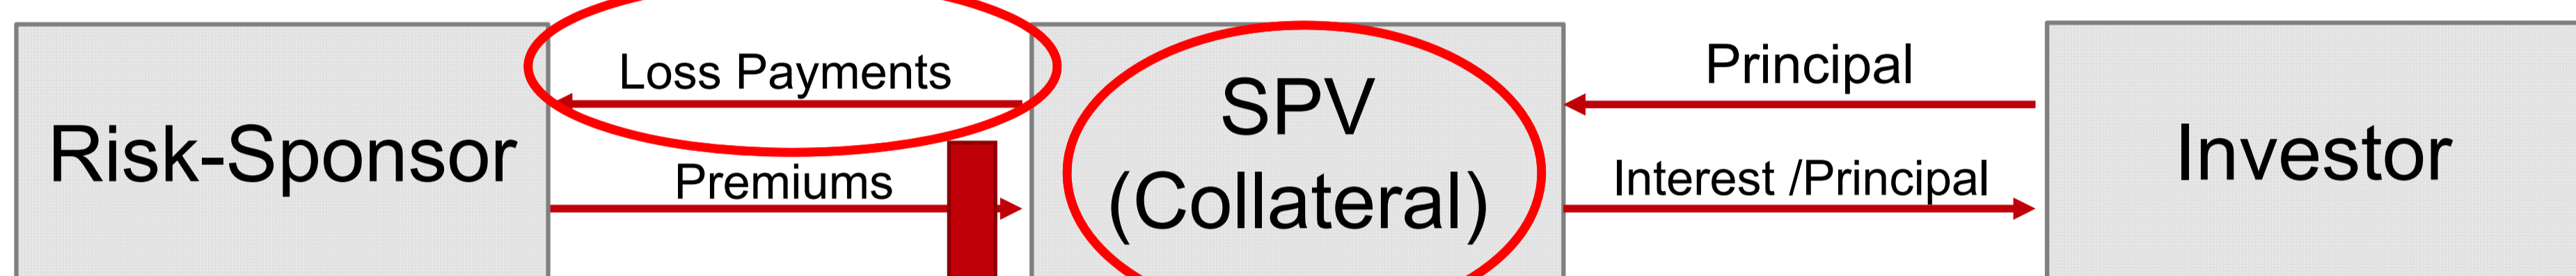 Risk-Sponsor
Loss Payments
Premiums
SPV
(Collateral)
Principal
Interest /Principal
Investor